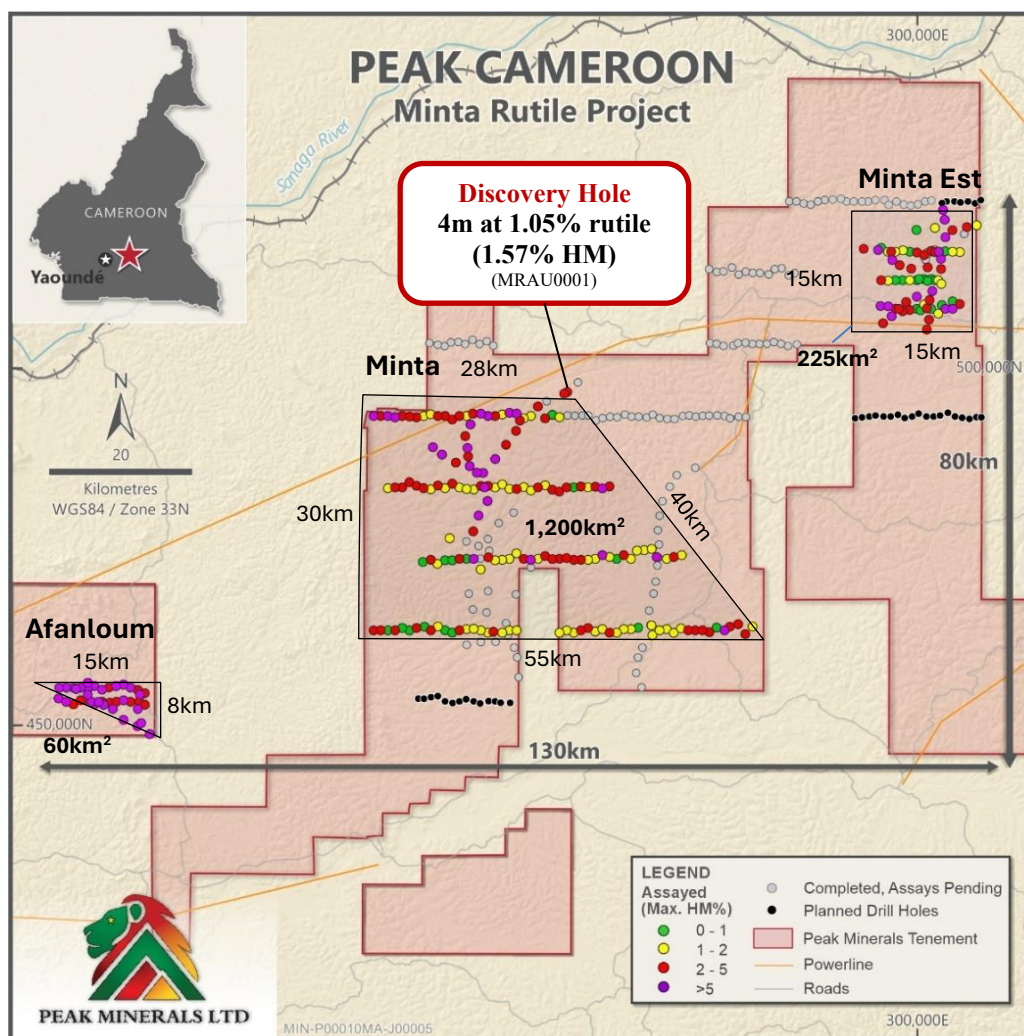 300,000E
PEAK CAMEROON
Minta Rutile Project
Sanaga River
CAMEROON
Yaoundé
Discovery Hole
4m at 1.05% rutile
(1.57% HM)
(MRAU0001)
Minta Est
15km
15km
225km²
500,000N
N
20
Kilometres
WGS84 / Zone 33N
Minta
28km
30km
40km
1,200km²
80km
55km
Afanloum
15km
8km
450,000N
60km²
130km
LEGEND
Assayed
(Max. HM%)
0 - 1
1 - 2
2 - 5
>5
Completed, Assays Pending
Planned Drill Holes
Peak Minerals Tenement
Powerline
Roads
PEAK MINERALS LTD
MIN-P00010MA-J00005
300,000E